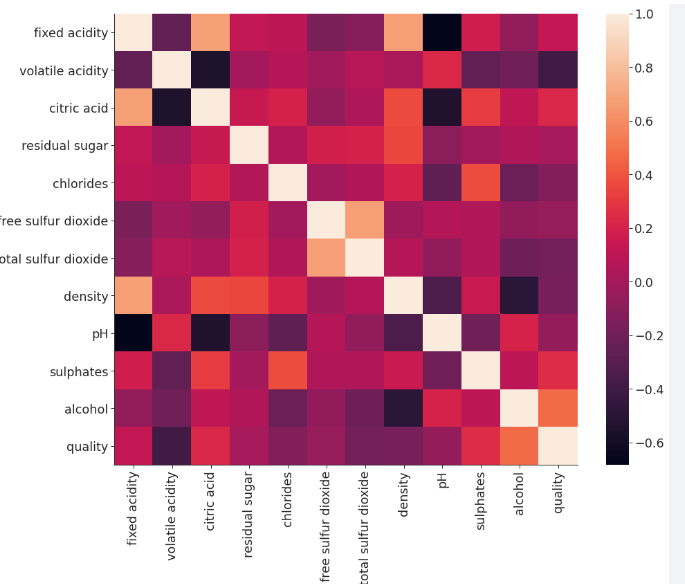 fixed acidity
volatile acidity
citric acid
residual sugar
chlorides
free sulfur dioxide
otal sulfur dioxide
density
pH
sulphates
alcohol
quality
fixed acidity
volatile acidity
citric acid
residual sugar
chlorides
free sulfur dioxide
total sulfur dioxide
density
pH
sulphates
alcohol
quality
1.0
0.8
0.6
0.4
0.2
0.0
−0.2
−0.4
−0.6